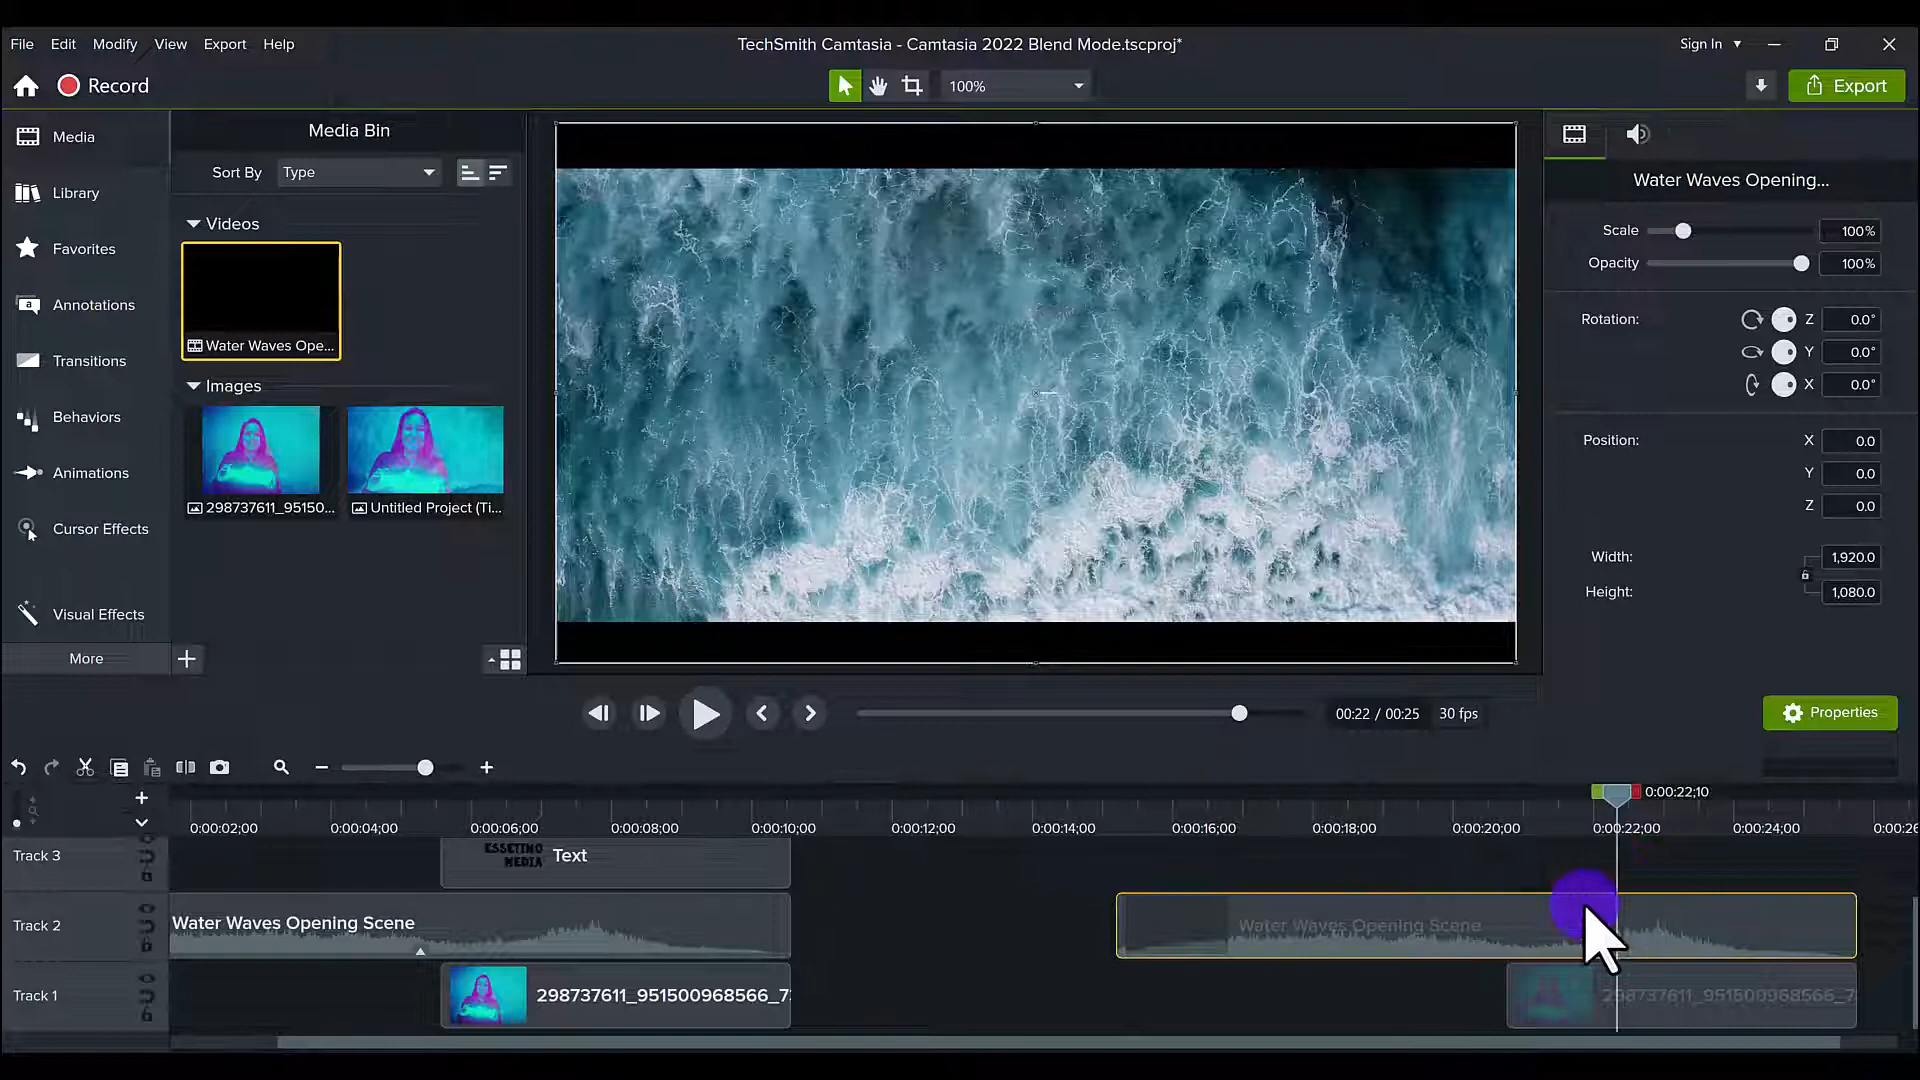 File Edit Modify View Export Help
TechSmith Camtasia - Camtasia 2022 Blend Mode.tscproj*
Sign In
Record
100%
Export
Media
Library
Favorites
Annotations
Transitions
Behaviors
Animations
Cursor Effects
Visual Effects
More
Media Bin
Sort By Type
Videos
Water Waves Ope...
Images
298737611_95150...
Untitled Project (Ti...
Water Waves Opening...
Scale 100%
Opacity 100%
Rotation: Z 0.0°
Y 0.0°
X 0.0°
Position: X 0.0
Y 0.0
Z 0.0
Width: 1,920.0
Height: 1,080.0
00:22 / 00:25 30 fps
Properties
0:00:22;10
0:00:02;00 0:00:04;00 0:00:06;00 0:00:08;00 0:00:10;00 0:00:12;00 0:00:14;00 0:00:16;00 0:00:18;00 0:00:20;00 0:00:22;00 0:00:24;00 0:00:26
Track 3
ESSETINO
MEDIA
Text
Track 2
Water Waves Opening Scene
Water Waves Opening Scene
Track 1
298737611_951500968566_7
298737611_951500968566_7